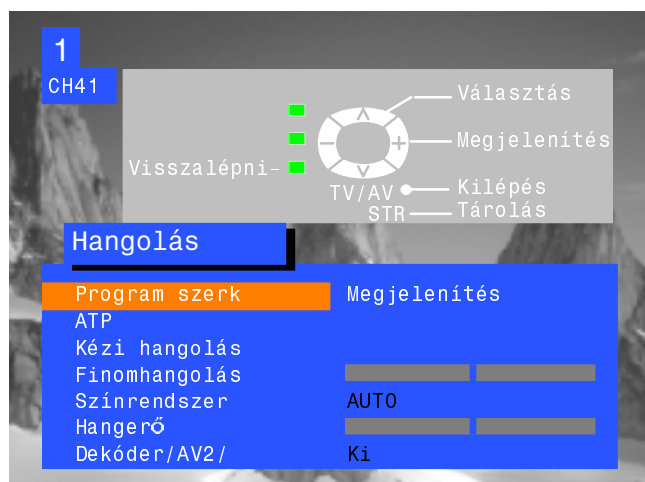 1
CH41
Választás
Megjelenítés
Visszalépni-
TV/AV Kilépés
STR Tárolás
Hangolás
Program szerk Megjelenítés
ATP
Kézi hangolás
Finomhangolás
Színrendszer AUTO
Hangerő
Dekóder/AV2/ Ki